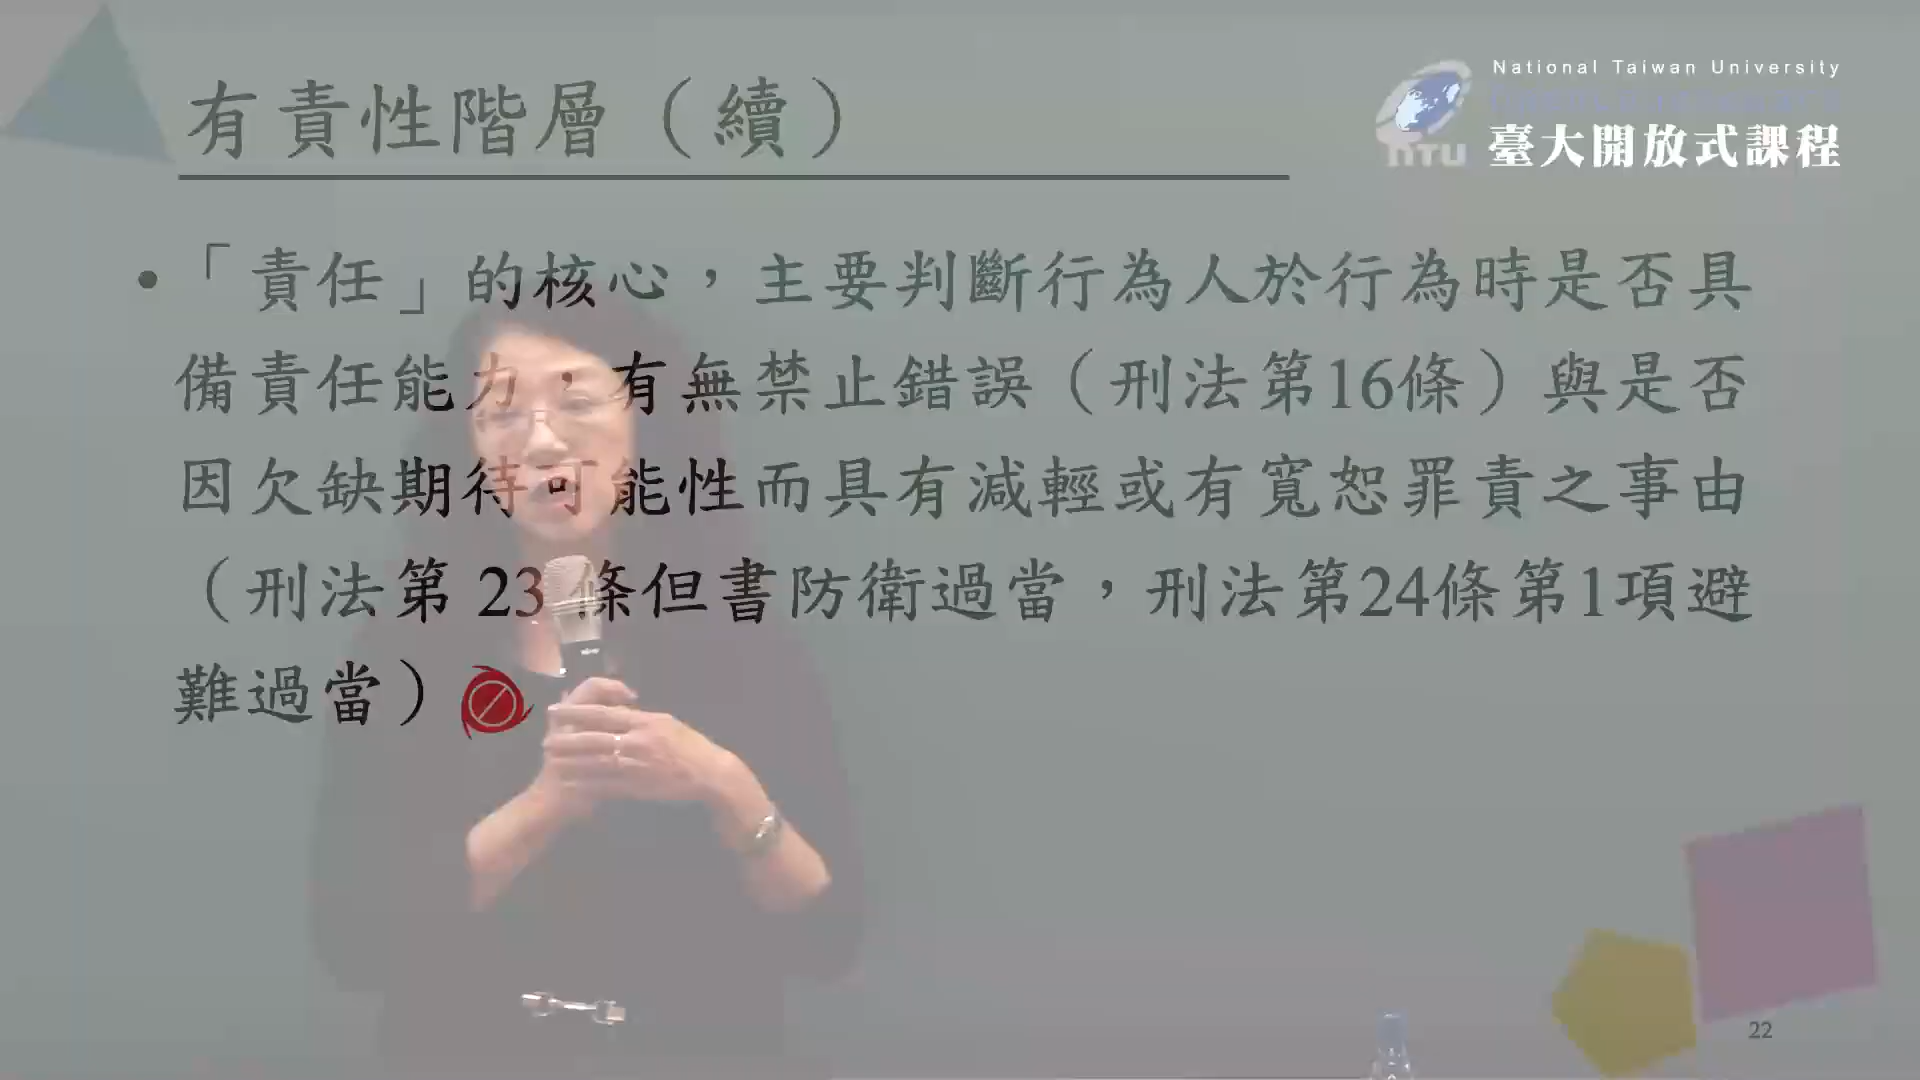 有責性階層（續）
National Taiwan University
OpenCourseWare
nTU 臺大開放式課程
•「責任」的核心，主要判斷行為人於行為時是否具
備責任能力，有無禁止錯誤（刑法第16條）與是否
因欠缺期待可能性而具有減輕或有寬恕罪責之事由
（刑法第 23 條但書防衛過當，刑法第24條第1項避
難過當）
22